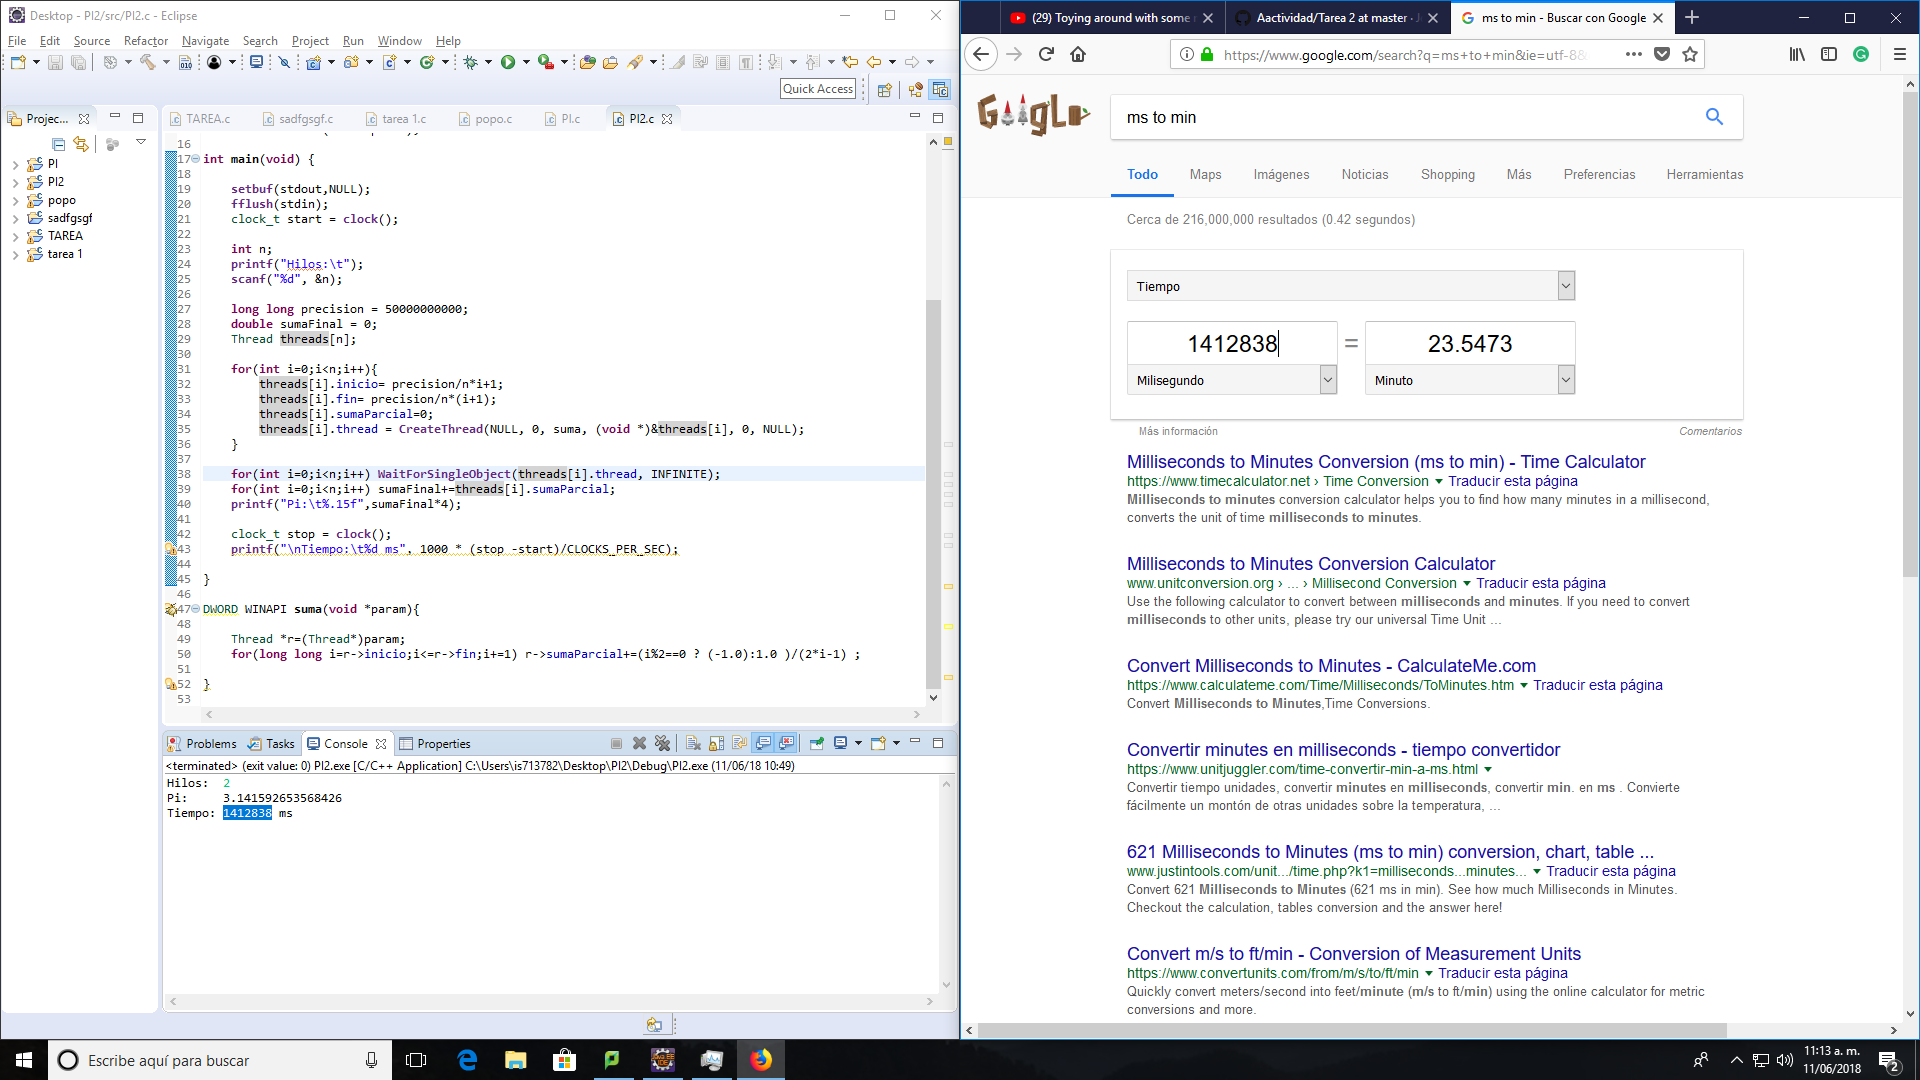 Desktop - PI2/src/PI2.c - Eclipse
File Edit Source Refactor Navigate Search Project Run Window Help
Quick Access
Projec...
PI
PI2
popo
sadfgsgf
TAREA
tarea 1
TAREA.c sadfgsgf.c tarea 1.c popo.c PI.c PI2.c
16
17 int main(void) {
18
19 setbuf(stdout,NULL);
20 fflush(stdin);
21 clock_t start = clock();
22
23 int n;
24 printf("Hilos:\t");
25 scanf("%d", &n);
26
27 long long precision = 50000000000;
28 double sumaFinal = 0;
29 Thread threads[n];
30
31 for(int i=0;i<n;i++){
32 threads[i].inicio= precision/n*i+1;
33 threads[i].fin= precision/n*(i+1);
34 threads[i].sumaParcial=0;
35 threads[i].thread = CreateThread(NULL, 0, suma, (void *)&threads[i], 0, NULL);
36 }
37
38 for(int i=0;i<n;i++) WaitForSingleObject(threads[i].thread, INFINITE);
39 for(int i=0;i<n;i++) sumaFinal+=threads[i].sumaParcial;
40 printf("Pi:\t%.15f",sumaFinal*4);
41
42 clock_t stop = clock();
43 printf("\nTiempo:\t%d ms", 1000 * (stop -start)/CLOCKS_PER_SEC);
44
45 }
46
47 DWORD WINAPI suma(void *param){
48
49 Thread *r=(Thread*)param;
50 for(long long i=r->inicio;i<=r->fin;i+=1) r->sumaParcial+=(i%2==0 ? (-1.0):1.0 )/(2*i-1) ;
51
52 }
53
Problems Tasks Console Properties
<terminated> (exit value: 0) PI2.exe [C/C++ Application] C:\Users\is713782\Desktop\PI2\Debug\PI2.exe (11/06/18 10:49)
Hilos: 2
Pi: 3.141592653568426
Tiempo: 1412838 ms
(29) Toying around with some
Aactividad/Tarea 2 at master ·
ms to min - Buscar con Google
https://www.google.com/search?q=ms+to+min&ie=utf-8&
ms to min
Todo Maps Imágenes Noticias Shopping Más Preferencias Herramientas
Cerca de 216,000,000 resultados (0.42 segundos)
Tiempo
1412838 = 23.5473
Milisegundo Minuto
Más información Comentarios
Milliseconds to Minutes Conversion (ms to min) - Time Calculator
https://www.timecalculator.net › Time Conversion Traducir esta página
Milliseconds to minutes conversion calculator helps you to find how many minutes in a millisecond,
converts the unit of time milliseconds to minutes.
Milliseconds to Minutes Conversion Calculator
www.unitconversion.org › ... › Millisecond Conversion Traducir esta página
Use the following calculator to convert between milliseconds and minutes. If you need to convert
milliseconds to other units, please try our universal Time Unit ...
Convert Milliseconds to Minutes - CalculateMe.com
https://www.calculateme.com/Time/Milliseconds/ToMinutes.htm Traducir esta página
Convert Milliseconds to Minutes,Time Conversions.
Convertir minutes en milliseconds - tiempo convertidor
https://www.unitjuggler.com/time-convertir-min-a-ms.html
Convertir tiempo unidades, convertir minutes en milliseconds, convertir min. en ms . Convierte
fácilmente un montón de otras unidades sobre la temperatura, ...
621 Milliseconds to Minutes (ms to min) conversion, chart, table ...
www.justintools.com/unit.../time.php?k1=milliseconds...minutes... Traducir esta página
Convert 621 Milliseconds to Minutes (621 ms in min). See how much Milliseconds in Minutes.
Checkout the calculation, tables conversion and the answer here!
Convert m/s to ft/min - Conversion of Measurement Units
https://www.convertunits.com/from/m/s/to/ft/min Traducir esta página
Quickly convert meters/second into feet/minute (m/s to ft/min) using the online calculator for metric
conversions and more.
Escribe aquí para buscar
11:13 a. m.
11/06/2018
2